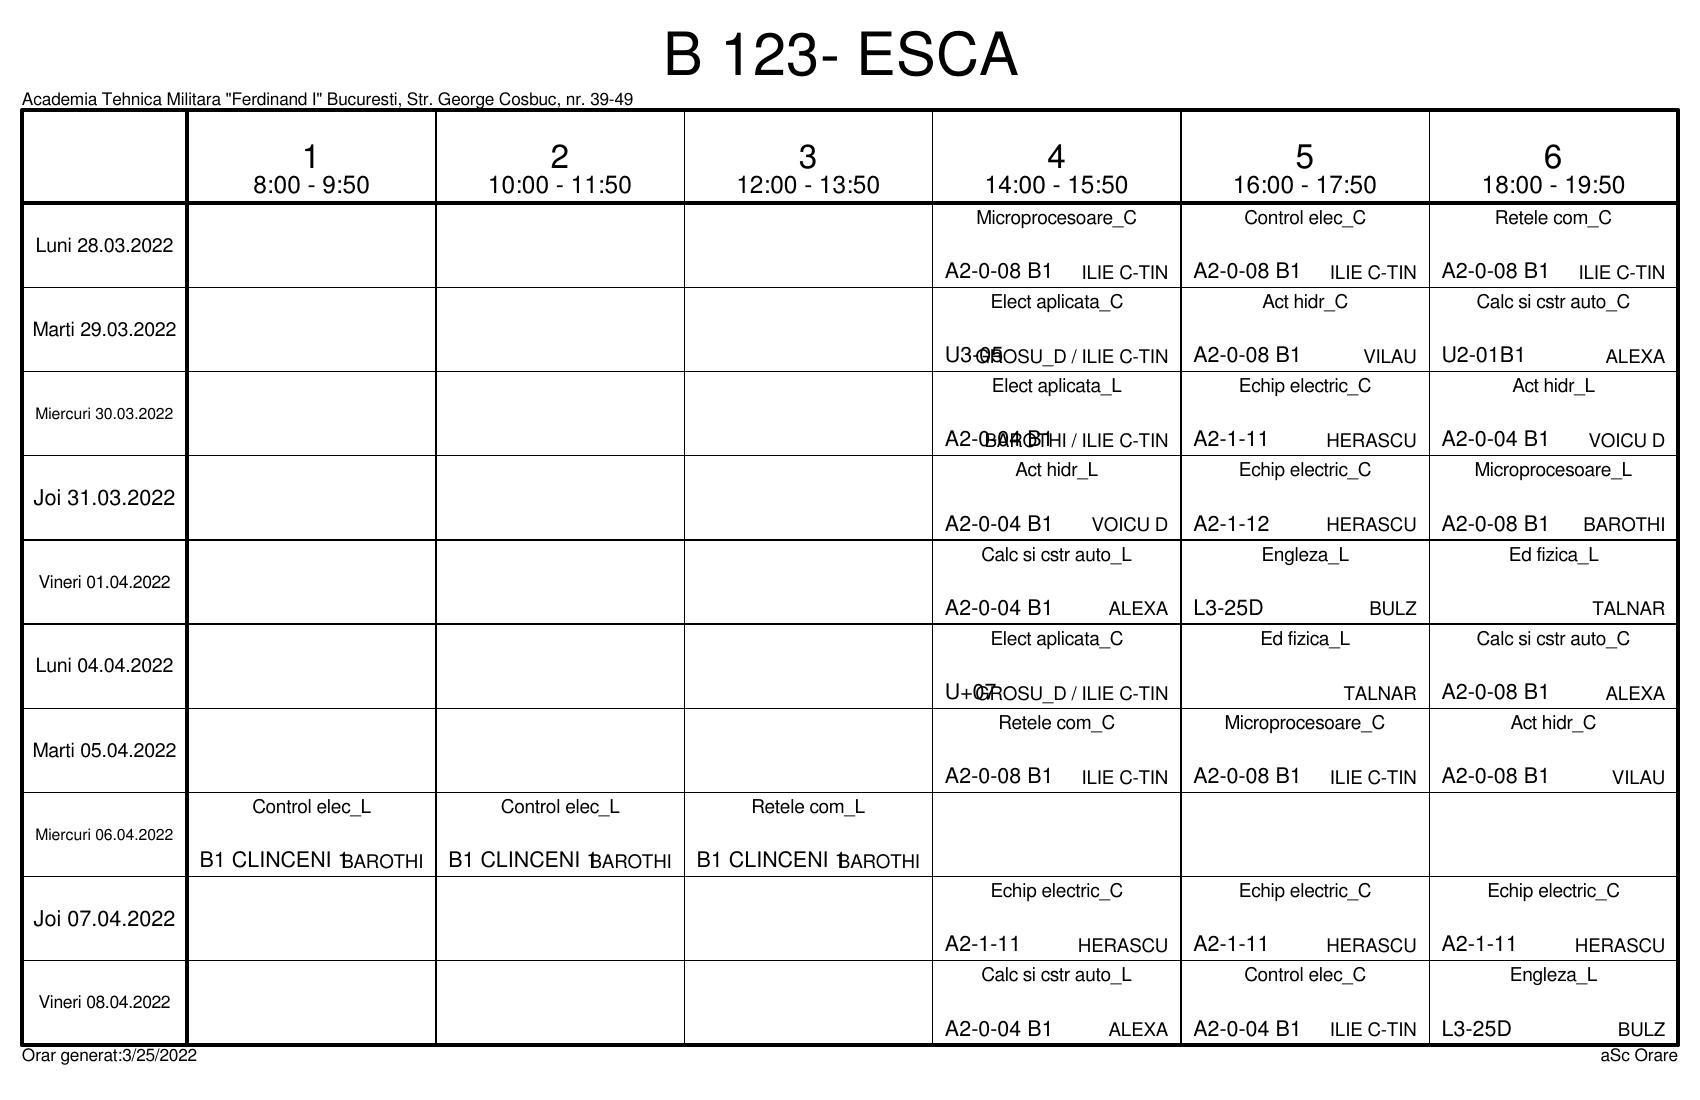 B 123- ESCA
Academia Tehnica Militara "Ferdinand I" Bucuresti, Str. George Cosbuc, nr. 39-49
1 2 3 4 5 6
8:00 - 9:50 10:00 - 11:50 12:00 - 13:50 14:00 - 15:50 16:00 - 17:50 18:00 - 19:50
Microprocesoare_C Control elec_C Retele com_C
Luni 28.03.2022
A2-0-08 B1 ILIE C-TIN A2-0-08 B1 ILIE C-TIN A2-0-08 B1 ILIE C-TIN
Elect aplicata_C Act hidr_C Calc si cstr auto_C
Marti 29.03.2022
U3-05 GROSU_D / ILIE C-TIN A2-0-08 B1 VILAU U2-01B1 ALEXA
Elect aplicata_L Echip electric_C Act hidr_L
Miercuri 30.03.2022
A2-0-04 B1 BAROTHI / ILIE C-TIN A2-1-11 HERASCU A2-0-04 B1 VOICU D
Act hidr_L Echip electric_C Microprocesoare_L
Joi 31.03.2022
A2-0-04 B1 VOICU D A2-1-12 HERASCU A2-0-08 B1 BAROTHI
Calc si cstr auto_L Engleza_L Ed fizica_L
Vineri 01.04.2022
A2-0-04 B1 ALEXA L3-25D BULZ TALNAR
Elect aplicata_C Ed fizica_L Calc si cstr auto_C
Luni 04.04.2022
U+07 GROSU_D / ILIE C-TIN TALNAR A2-0-08 B1 ALEXA
Retele com_C Microprocesoare_C Act hidr_C
Marti 05.04.2022
A2-0-08 B1 ILIE C-TIN A2-0-08 B1 ILIE C-TIN A2-0-08 B1 VILAU
Control elec_L Control elec_L Retele com_L
Miercuri 06.04.2022
B1 CLINCENI 1 BAROTHI B1 CLINCENI 1 BAROTHI B1 CLINCENI 1 BAROTHI
Echip electric_C Echip electric_C Echip electric_C
Joi 07.04.2022
A2-1-11 HERASCU A2-1-11 HERASCU A2-1-11 HERASCU
Calc si cstr auto_L Control elec_C Engleza_L
Vineri 08.04.2022
A2-0-04 B1 ALEXA A2-0-04 B1 ILIE C-TIN L3-25D BULZ
Orar generat:3/25/2022 aSc Orare